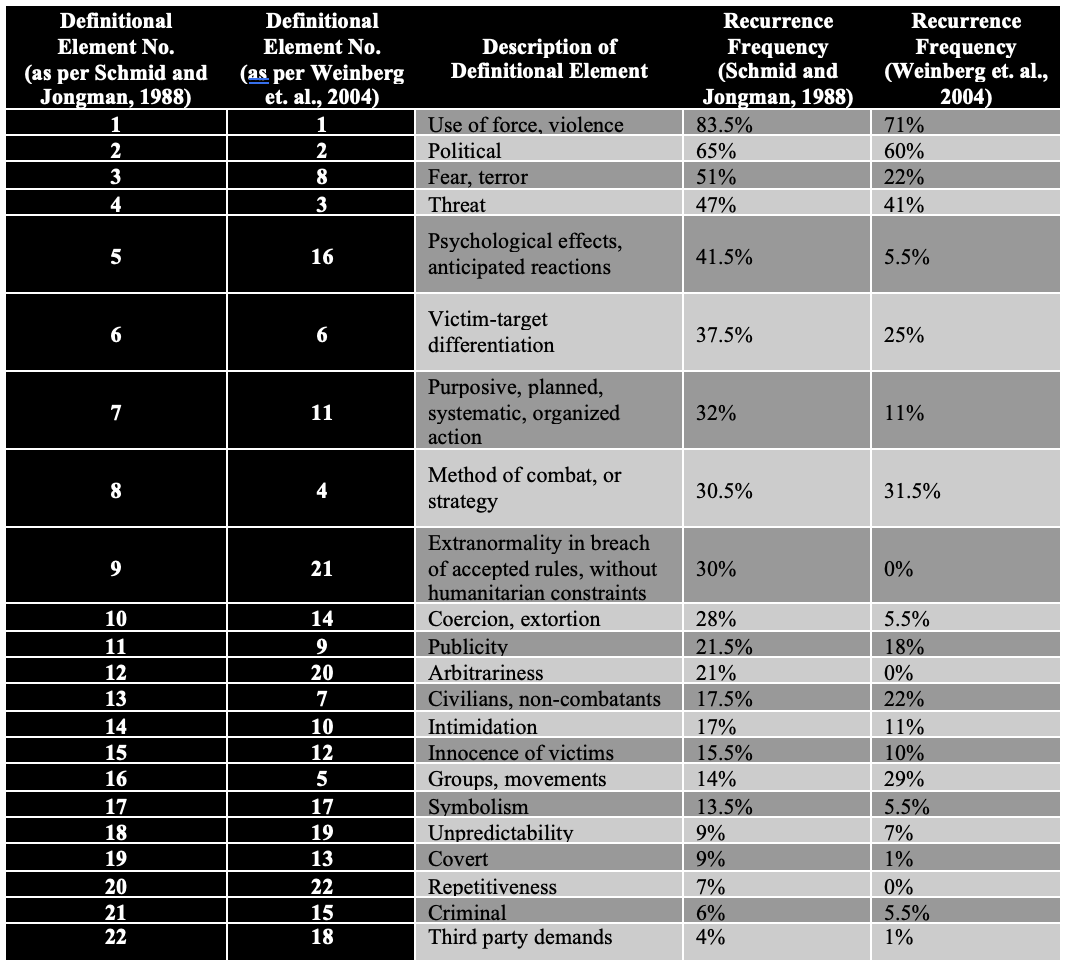 Definitional Element No. (as per Schmid and Jongman, 1988) Definitional Element No. (as per Weinberg et. al., 2004) Description of Definitional Element Recurrence Frequency (Schmid and Jongman, 1988) Recurrence Frequency (Weinberg et. al., 2004)
1 1 Use of force, violence 83.5% 71%
2 2 Political 65% 60%
3 8 Fear, terror 51% 22%
4 3 Threat 47% 41%
5 16 Psychological effects, anticipated reactions 41.5% 5.5%
6 6 Victim-target differentiation 37.5% 25%
7 11 Purposive, planned, systematic, organized action 32% 11%
8 4 Method of combat, or strategy 30.5% 31.5%
9 21 Extranormality in breach of accepted rules, without humanitarian constraints 30% 0%
10 14 Coercion, extortion 28% 5.5%
11 9 Publicity 21.5% 18%
12 20 Arbitrariness 21% 0%
13 7 Civilians, non-combatants 17.5% 22%
14 10 Intimidation 17% 11%
15 12 Innocence of victims 15.5% 10%
16 5 Groups, movements 14% 29%
17 17 Symbolism 13.5% 5.5%
18 19 Unpredictability 9% 7%
19 13 Covert 9% 1%
20 22 Repetitiveness 7% 0%
21 15 Criminal 6% 5.5%
22 18 Third party demands 4% 1%